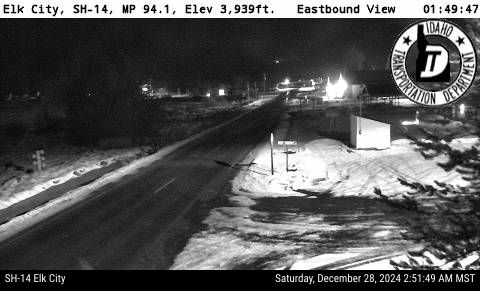 Elk City, SH-14, MP 94.1, Elev 3,939ft.   Eastbound View   01:49:47
IDAHO
TRANSPORTATION DEPARTMENT
SH-14 Elk City   Saturday, December 28, 2024 2:51:49 AM MST